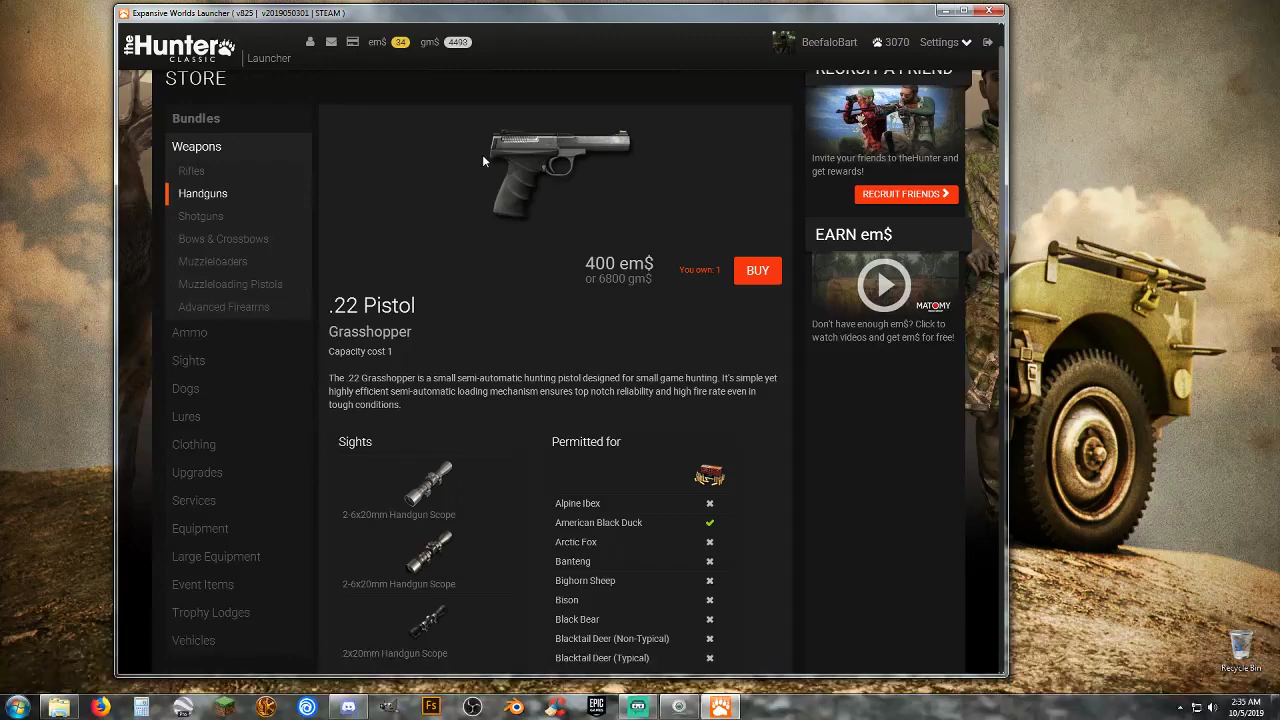 Expansive Worlds Launcher ( v825 | v2019050301 | STEAM )
theHunter
CLASSIC
Launcher
em$ 34 gm$ 4493
BeefaloBart 3070 Settings
STORE
Bundles
Weapons
Rifles
Handguns
Shotguns
Bows & Crossbows
Muzzleloaders
Muzzleloading Pistols
Advanced Firearms
Ammo
Sights
Dogs
Lures
Clothing
Upgrades
Services
Equipment
Large Equipment
Event Items
Trophy Lodges
Vehicles
400 em$
or 6800 gm$
You own: 1
BUY
.22 Pistol
Grasshopper
Capacity cost 1
The .22 Grasshopper is a small semi-automatic hunting pistol designed for small game hunting. It's simple yet
highly efficient semi-automatic loading mechanism ensures top notch reliability and high fire rate even in
tough conditions.
Sights
2-6x20mm Handgun Scope
2-6x20mm Handgun Scope
2x20mm Handgun Scope
Permitted for
Alpine Ibex
American Black Duck
Arctic Fox
Banteng
Bighorn Sheep
Bison
Black Bear
Blacktail Deer (Non-Typical)
Blacktail Deer (Typical)
RECRUIT A FRIEND
Invite your friends to theHunter and
get rewards!
RECRUIT FRIENDS
EARN em$
MATOMY
Don't have enough em$? Click to
watch videos and get em$ for free!
Recycle Bin
Fs
EPIC
GAMES
2:35 AM
10/5/2019